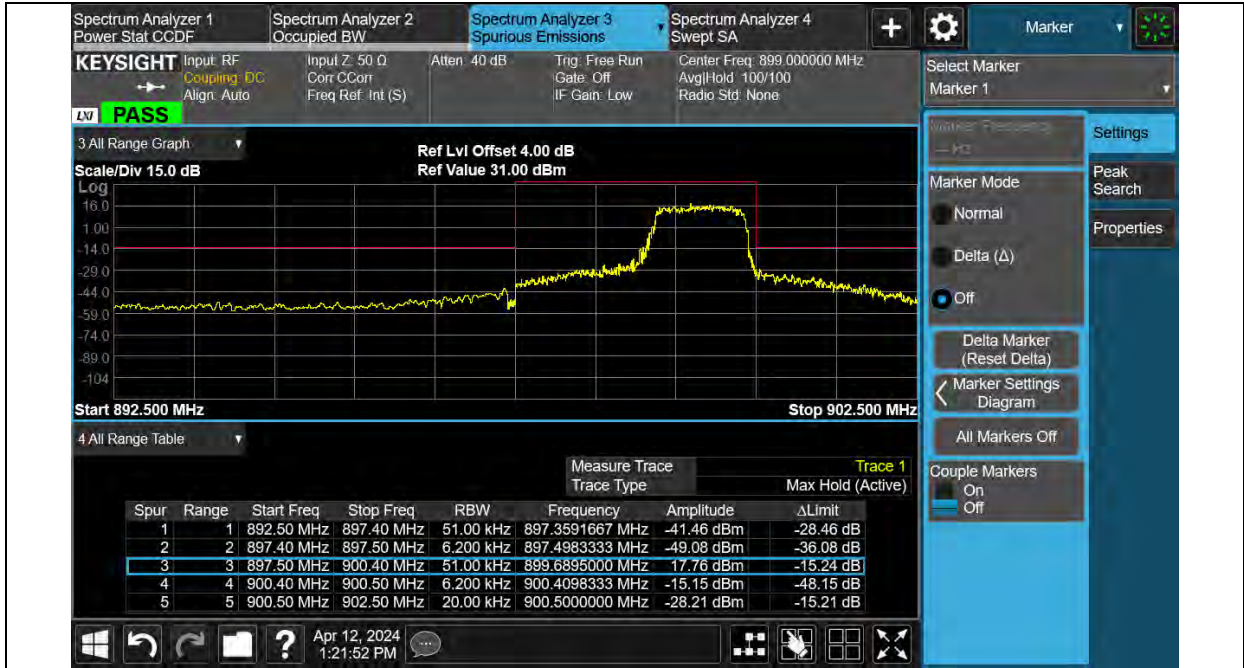 Spectrum Analyzer 1
Power Stat CCDF
Spectrum Analyzer 2
Occupied BW
Spectrum Analyzer 3
Spurious Emissions
Spectrum Analyzer 4
Swept SA
+
Marker
KEYSIGHT
LXI
PASS
Input: RF
Coupling: DC
Align: Auto
Input Z: 50 Ω
Corr CCorr
Freq Ref: Int (S)
Atten: 40 dB
Trig: Free Run
Gate: Off
IF Gain: Low
Center Freq: 899.000000 MHz
Avg|Hold: 100/100
Radio Std: None
Select Marker
Marker 1
3 All Range Graph
Scale/Div 15.0 dB
Ref Lvl Offset 4.00 dB
Ref Value 31.00 dBm
Log
16.0
1.00
-14.0
-29.0
-44.0
-59.0
-74.0
-89.0
-104
Start 892.500 MHz
Stop 902.500 MHz
4 All Range Table
Measure Trace Trace 1
Trace Type Max Hold (Active)
Spur Range Start Freq Stop Freq RBW Frequency Amplitude ΔLimit
1 1 892.50 MHz 897.40 MHz 51.00 kHz 897.3591667 MHz -41.46 dBm -28.46 dB
2 2 897.40 MHz 897.50 MHz 6.200 kHz 897.4983333 MHz -49.08 dBm -36.08 dB
3 3 897.50 MHz 900.40 MHz 51.00 kHz 899.6895000 MHz 17.76 dBm -15.24 dB
4 4 900.40 MHz 900.50 MHz 6.200 kHz 900.4098333 MHz -15.15 dBm -48.15 dB
5 5 900.50 MHz 902.50 MHz 20.00 kHz 900.5000000 MHz -28.21 dBm -15.21 dB
Marker Frequency
--- Hz
Marker Mode
Normal
Delta (Δ)
Off
Delta Marker
(Reset Delta)
Marker Settings
Diagram
All Markers Off
Couple Markers
On
Off
Settings
Peak
Search
Properties
?
Apr 12, 2024
1:21:52 PM